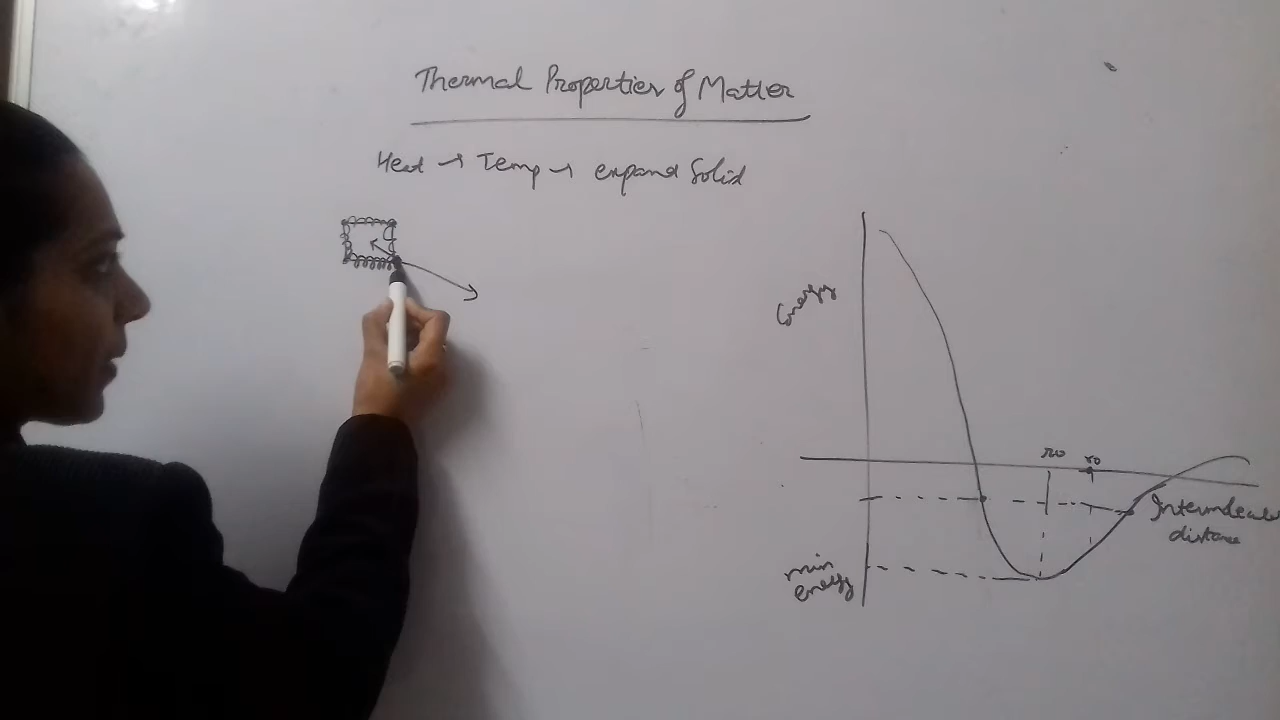 Thermal Properties of Matter
Heat → Temp → expand Solid
Energy
r₀ r₀
Intermolecular
distance
min
energy